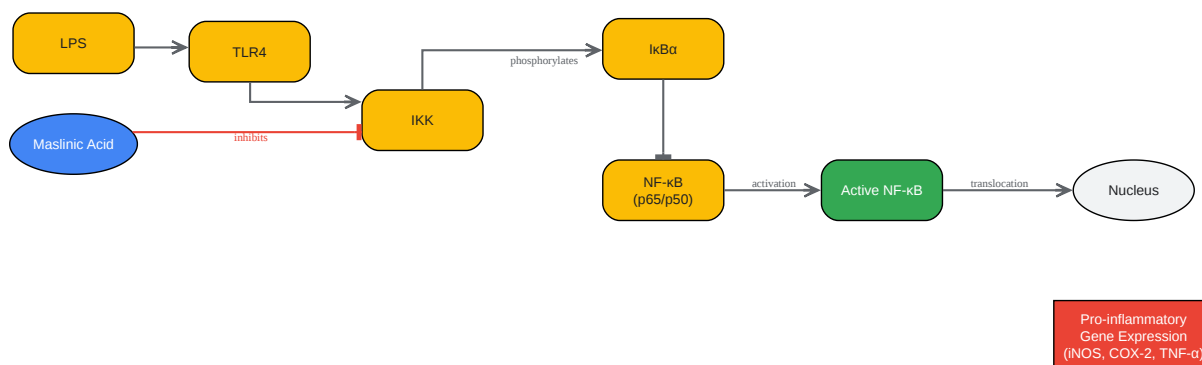 LPS
TLR4
IκBα
phosphorylates
IKK
Maslinic Acid
inhibits
NF-κB
(p65/p50)
activation
Active NF-κB
translocation
Nucleus
Pro-inflammatory
Gene Expression
(iNOS, COX-2, TNF-α)